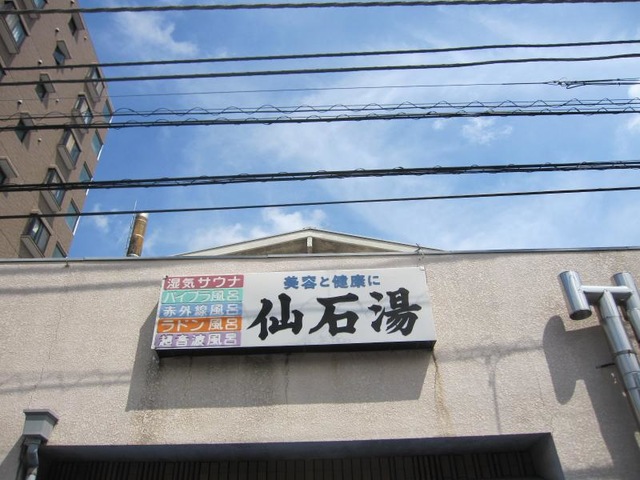 美容と健康に
仙石湯
湿気サウナ
バイブラ風呂
赤外線風呂
ラドン風呂
超音波風呂